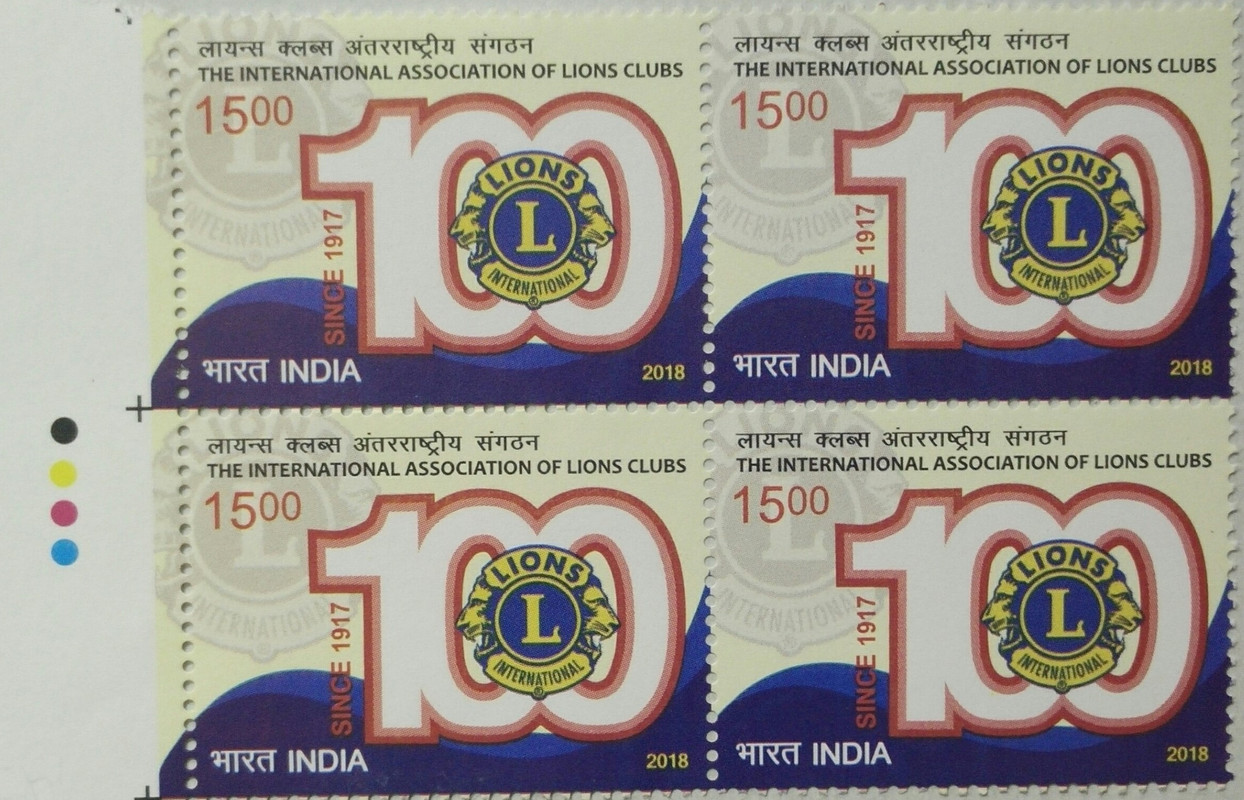 लायन्स क्लब्स अंतरराष्ट्रीय संगठन
THE INTERNATIONAL ASSOCIATION OF LIONS CLUBS
1500
100
LIONS
L
INTERNATIONAL
®
SINCE 1917
भारत INDIA
2018
लायन्स क्लब्स अंतरराष्ट्रीय संगठन
THE INTERNATIONAL ASSOCIATION OF LIONS CLUBS
1500
100
LIONS
L
INTERNATIONAL
®
SINCE 1917
भारत INDIA
2018
लायन्स क्लब्स अंतरराष्ट्रीय संगठन
THE INTERNATIONAL ASSOCIATION OF LIONS CLUBS
1500
100
LIONS
L
INTERNATIONAL
®
SINCE 1917
भारत INDIA
2018
लायन्स क्लब्स अंतरराष्ट्रीय संगठन
THE INTERNATIONAL ASSOCIATION OF LIONS CLUBS
1500
100
LIONS
L
INTERNATIONAL
®
SINCE 1917
भारत INDIA
2018